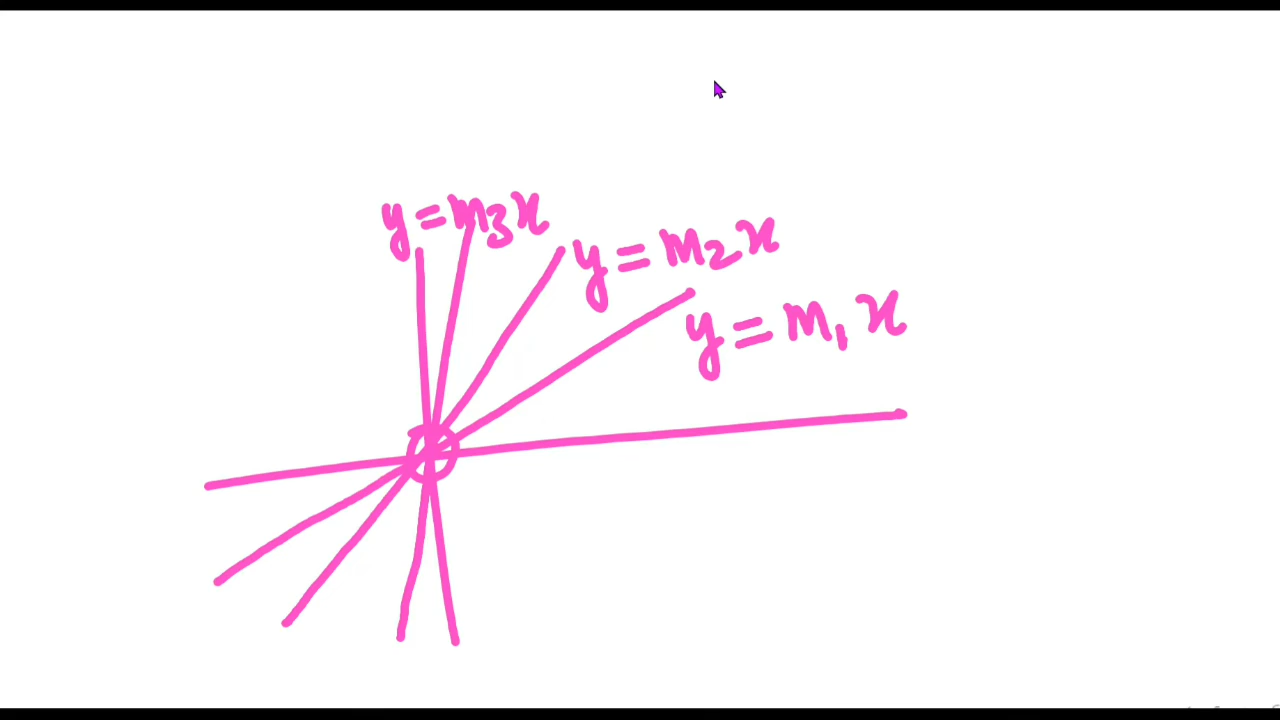 y = m₃x
y = m₂x
y = m₁x